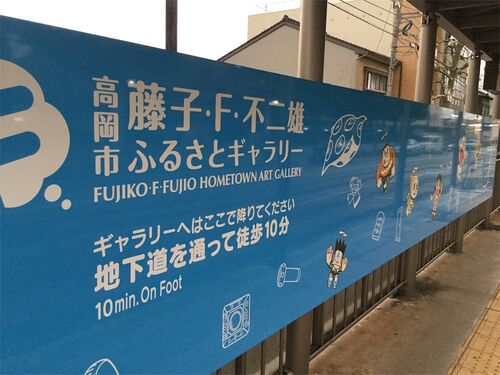 高岡市
藤子・F・不二雄
ふるさとギャラリー
FUJIKO・F・FUJIO HOMETOWN ART GALLERY
ギャラリーへはここで降りてください
地下道を通って徒歩10分
10min. On Foot